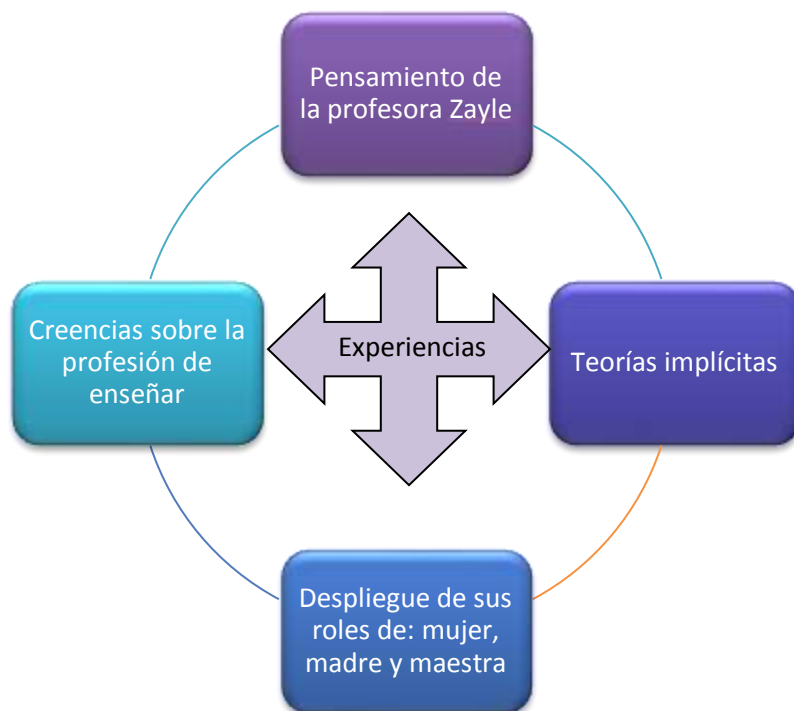 Pensamiento de
la profesora Zayle
Creencias sobre la
profesión de
enseñar
Experiencias
Teorías implícitas
Despliegue de sus
roles de: mujer,
madre y maestra